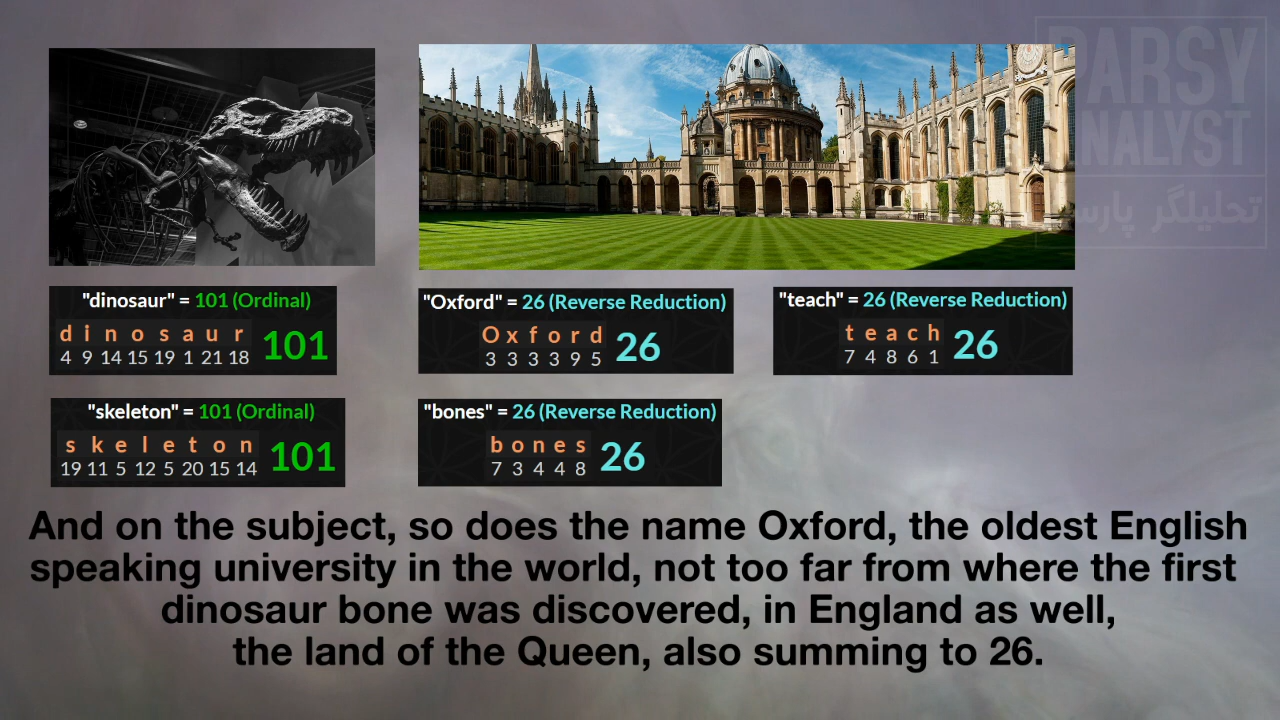 PARSY
ANALYST
تحلیلگر پارسی
"dinosaur" = 101 (Ordinal)
d i n o s a u r 101
4 9 14 15 19 1 21 18
"Oxford" = 26 (Reverse Reduction)
O x f o r d 26
3 3 3 3 9 5
"teach" = 26 (Reverse Reduction)
t e a c h 26
7 4 8 6 1
"skeleton" = 101 (Ordinal)
s k e l e t o n 101
19 11 5 12 5 20 15 14
"bones" = 26 (Reverse Reduction)
b o n e s 26
7 3 4 4 8
And on the subject, so does the name Oxford, the oldest English
speaking university in the world, not too far from where the first
dinosaur bone was discovered, in England as well,
the land of the Queen, also summing to 26.